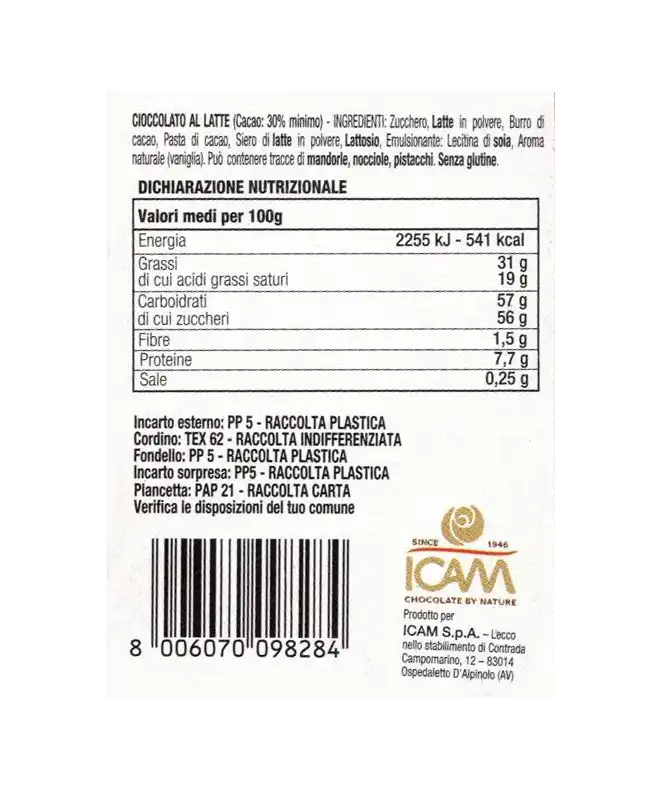 CIOCCOLATO AL LATTE (Cacao: 30% minimo) - INGREDIENTI: Zucchero, Latte in polvere, Burro di
cacao, Pasta di cacao, Siero di latte in polvere, Lattosio, Emulsionante: Lecitina di soia, Aroma
naturale (vaniglia). Può contenere tracce di mandorle, nocciole, pistacchi. Senza glutine.
DICHIARAZIONE NUTRIZIONALE
Valori medi per 100g
Energia 2255 kJ - 541 kcal
Grassi 31 g
di cui acidi grassi saturi 19 g
Carboidrati 57 g
di cui zuccheri 56 g
Fibre 1,5 g
Proteine 7,7 g
Sale 0,25 g
Incarto esterno: PP 5 - RACCOLTA PLASTICA
Cordino: TEX 62 - RACCOLTA INDIFFERENZIATA
Fondello: PP 5 - RACCOLTA PLASTICA
Incarto sorpresa: PP5 - RACCOLTA PLASTICA
Plancetta: PAP 21 - RACCOLTA CARTA
Verifica le disposizioni del tuo comune
SINCE 1946
ICAM
CHOCOLATE BY NATURE
Prodotto per
ICAM S.p.A. - Lecco
nello stabilimento di Contrada
Campomarino, 12 - 83014
Ospedaletto D'Alpinolo (AV)
8 006070 098284